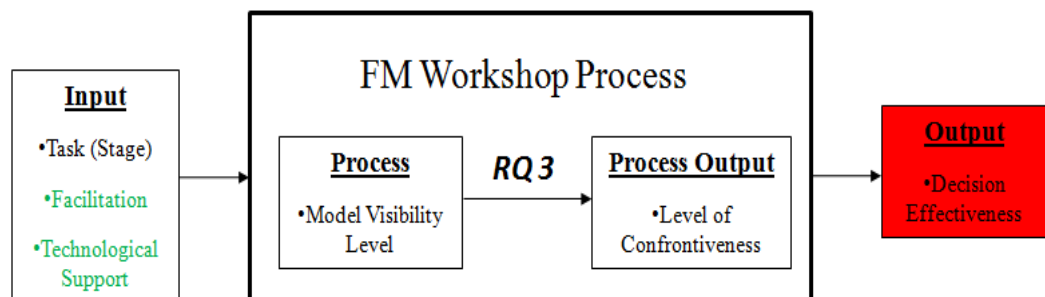 FM Workshop Process
Input
•Task (Stage)
•Facilitation
•Technological
Support
Process
•Model Visibility
Level
RQ 3
Process Output
•Level of
Confrontiveness
Output
•Decision
Effectiveness